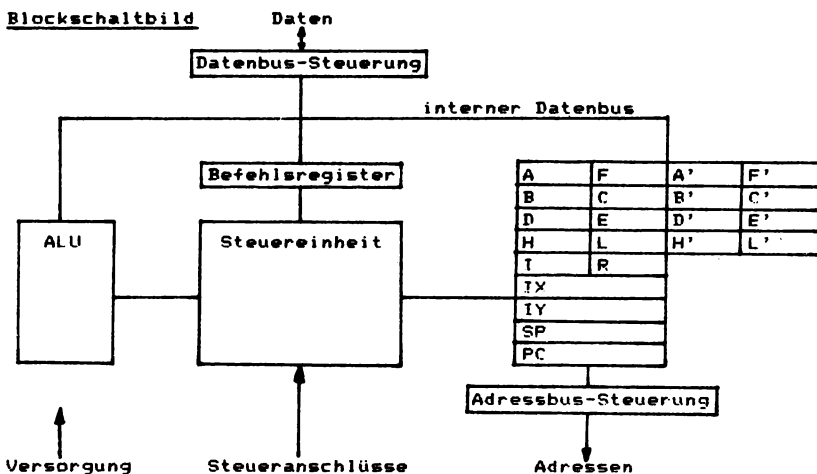 Blockschaltbild
Daten
Datenbus-Steuerung
interner Datenbus
Befehlsregister
ALU
Steuereinheit
A F A' F'
B C B' C'
D E D' E'
H L H' L'
I R
IX
IY
SP
PC
Adressbus-Steuerung
Versorgung Steueranschlüsse Adressen